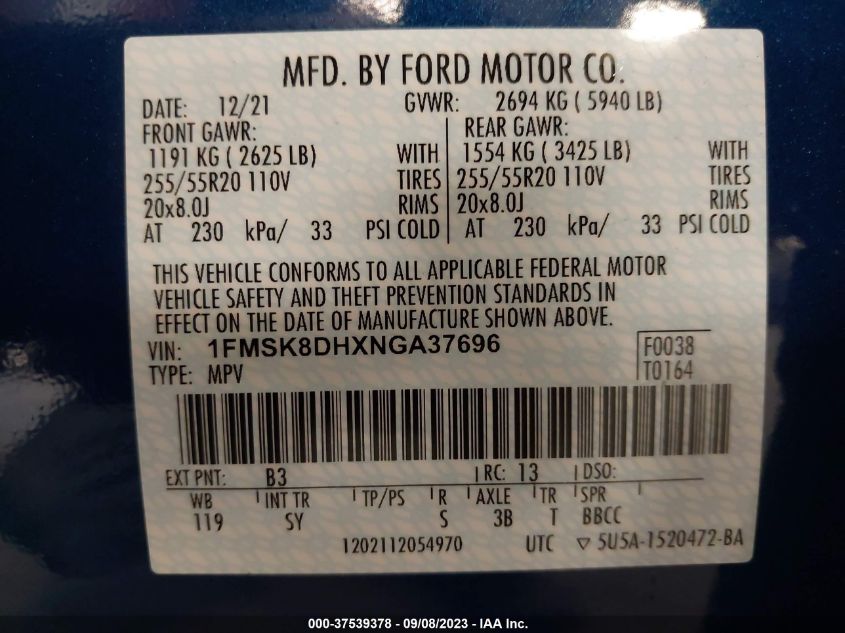 MFD. BY FORD MOTOR CO.
DATE: 12/21 GVWR: 2694 KG ( 5940 LB)
FRONT GAWR: REAR GAWR:
1191 KG ( 2625 LB) WITH 1554 KG ( 3425 LB) WITH
255/55R20 110V TIRES 255/55R20 110V TIRES
20x8.0J RIMS 20x8.0J RIMS
AT 230 kPa/ 33 PSI COLD AT 230 kPa/ 33 PSI COLD
THIS VEHICLE CONFORMS TO ALL APPLICABLE FEDERAL MOTOR
VEHICLE SAFETY AND THEFT PREVENTION STANDARDS IN
EFFECT ON THE DATE OF MANUFACTURE SHOWN ABOVE.
VIN: 1FMSK8DHXNGA37696 F0038
TYPE: MPV T0164
EXT PNT: B3 RC: 13 DSO:
WB INT TR TP/PS R AXLE TR SPR
119 SY S 3B T BBCC
1202112054970 UTC ▽ 5U5A-1520472-BA
000-37539378 - 09/08/2023 - IAA Inc.